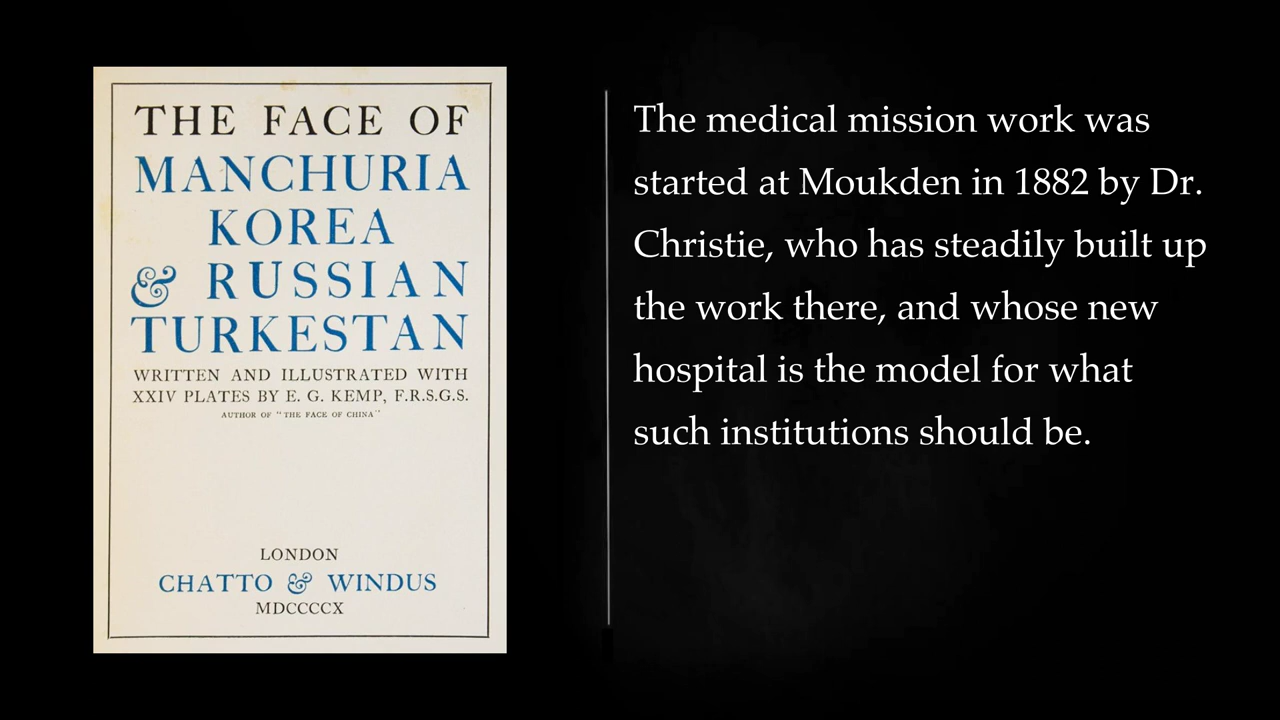 THE FACE OF
MANCHURIA
KOREA
& RUSSIAN
TURKESTAN
WRITTEN AND ILLUSTRATED WITH
XXIV PLATES BY E. G. KEMP, F.R.S.G.S.
AUTHOR OF "THE FACE OF CHINA"
LONDON
CHATTO & WINDUS
MDCCCCX
The medical mission work was
started at Moukden in 1882 by Dr.
Christie, who has steadily built up
the work there, and whose new
hospital is the model for what
such institutions should be.